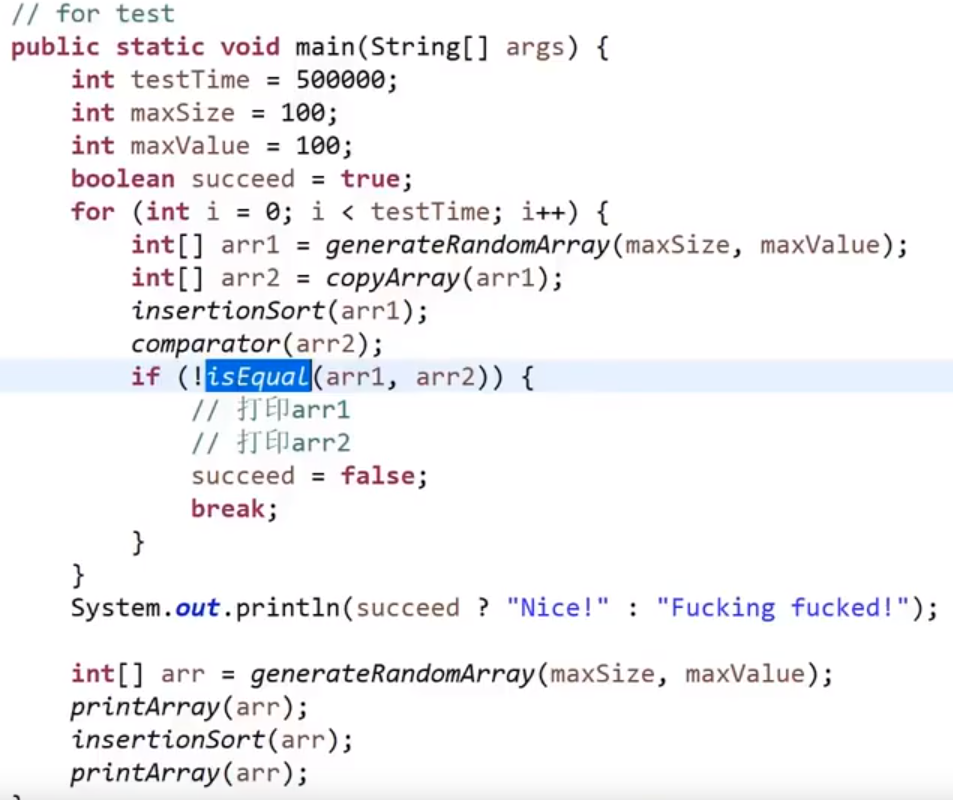 // for test
public static void main(String[] args) {
    int testTime = 500000;
    int maxSize = 100;
    int maxValue = 100;
    boolean succeed = true;
    for (int i = 0; i < testTime; i++) {
        int[] arr1 = generateRandomArray(maxSize, maxValue);
        int[] arr2 = copyArray(arr1);
        insertionSort(arr1);
        comparator(arr2);
        if (!isEqual(arr1, arr2)) {
            // 打印arr1
            // 打印arr2
            succeed = false;
            break;
        }
    }
    System.out.println(succeed ? "Nice!" : "Fucking fucked!");

    int[] arr = generateRandomArray(maxSize, maxValue);
    printArray(arr);
    insertionSort(arr);
    printArray(arr);